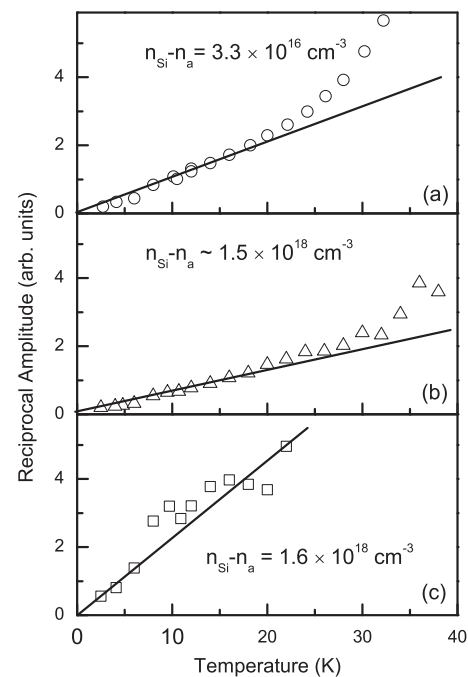 n_Si-n_a = 3.3 × 10^16 cm^-3
4
2
0
(a)
n_Si-n_a ~ 1.5 × 10^18 cm^-3
4
2
0
(b)
4
2
0
n_Si-n_a = 1.6 × 10^18 cm^-3
(c)
0 10 20 30 40
Temperature (K)
Reciprocal Amplitude (arb. units)